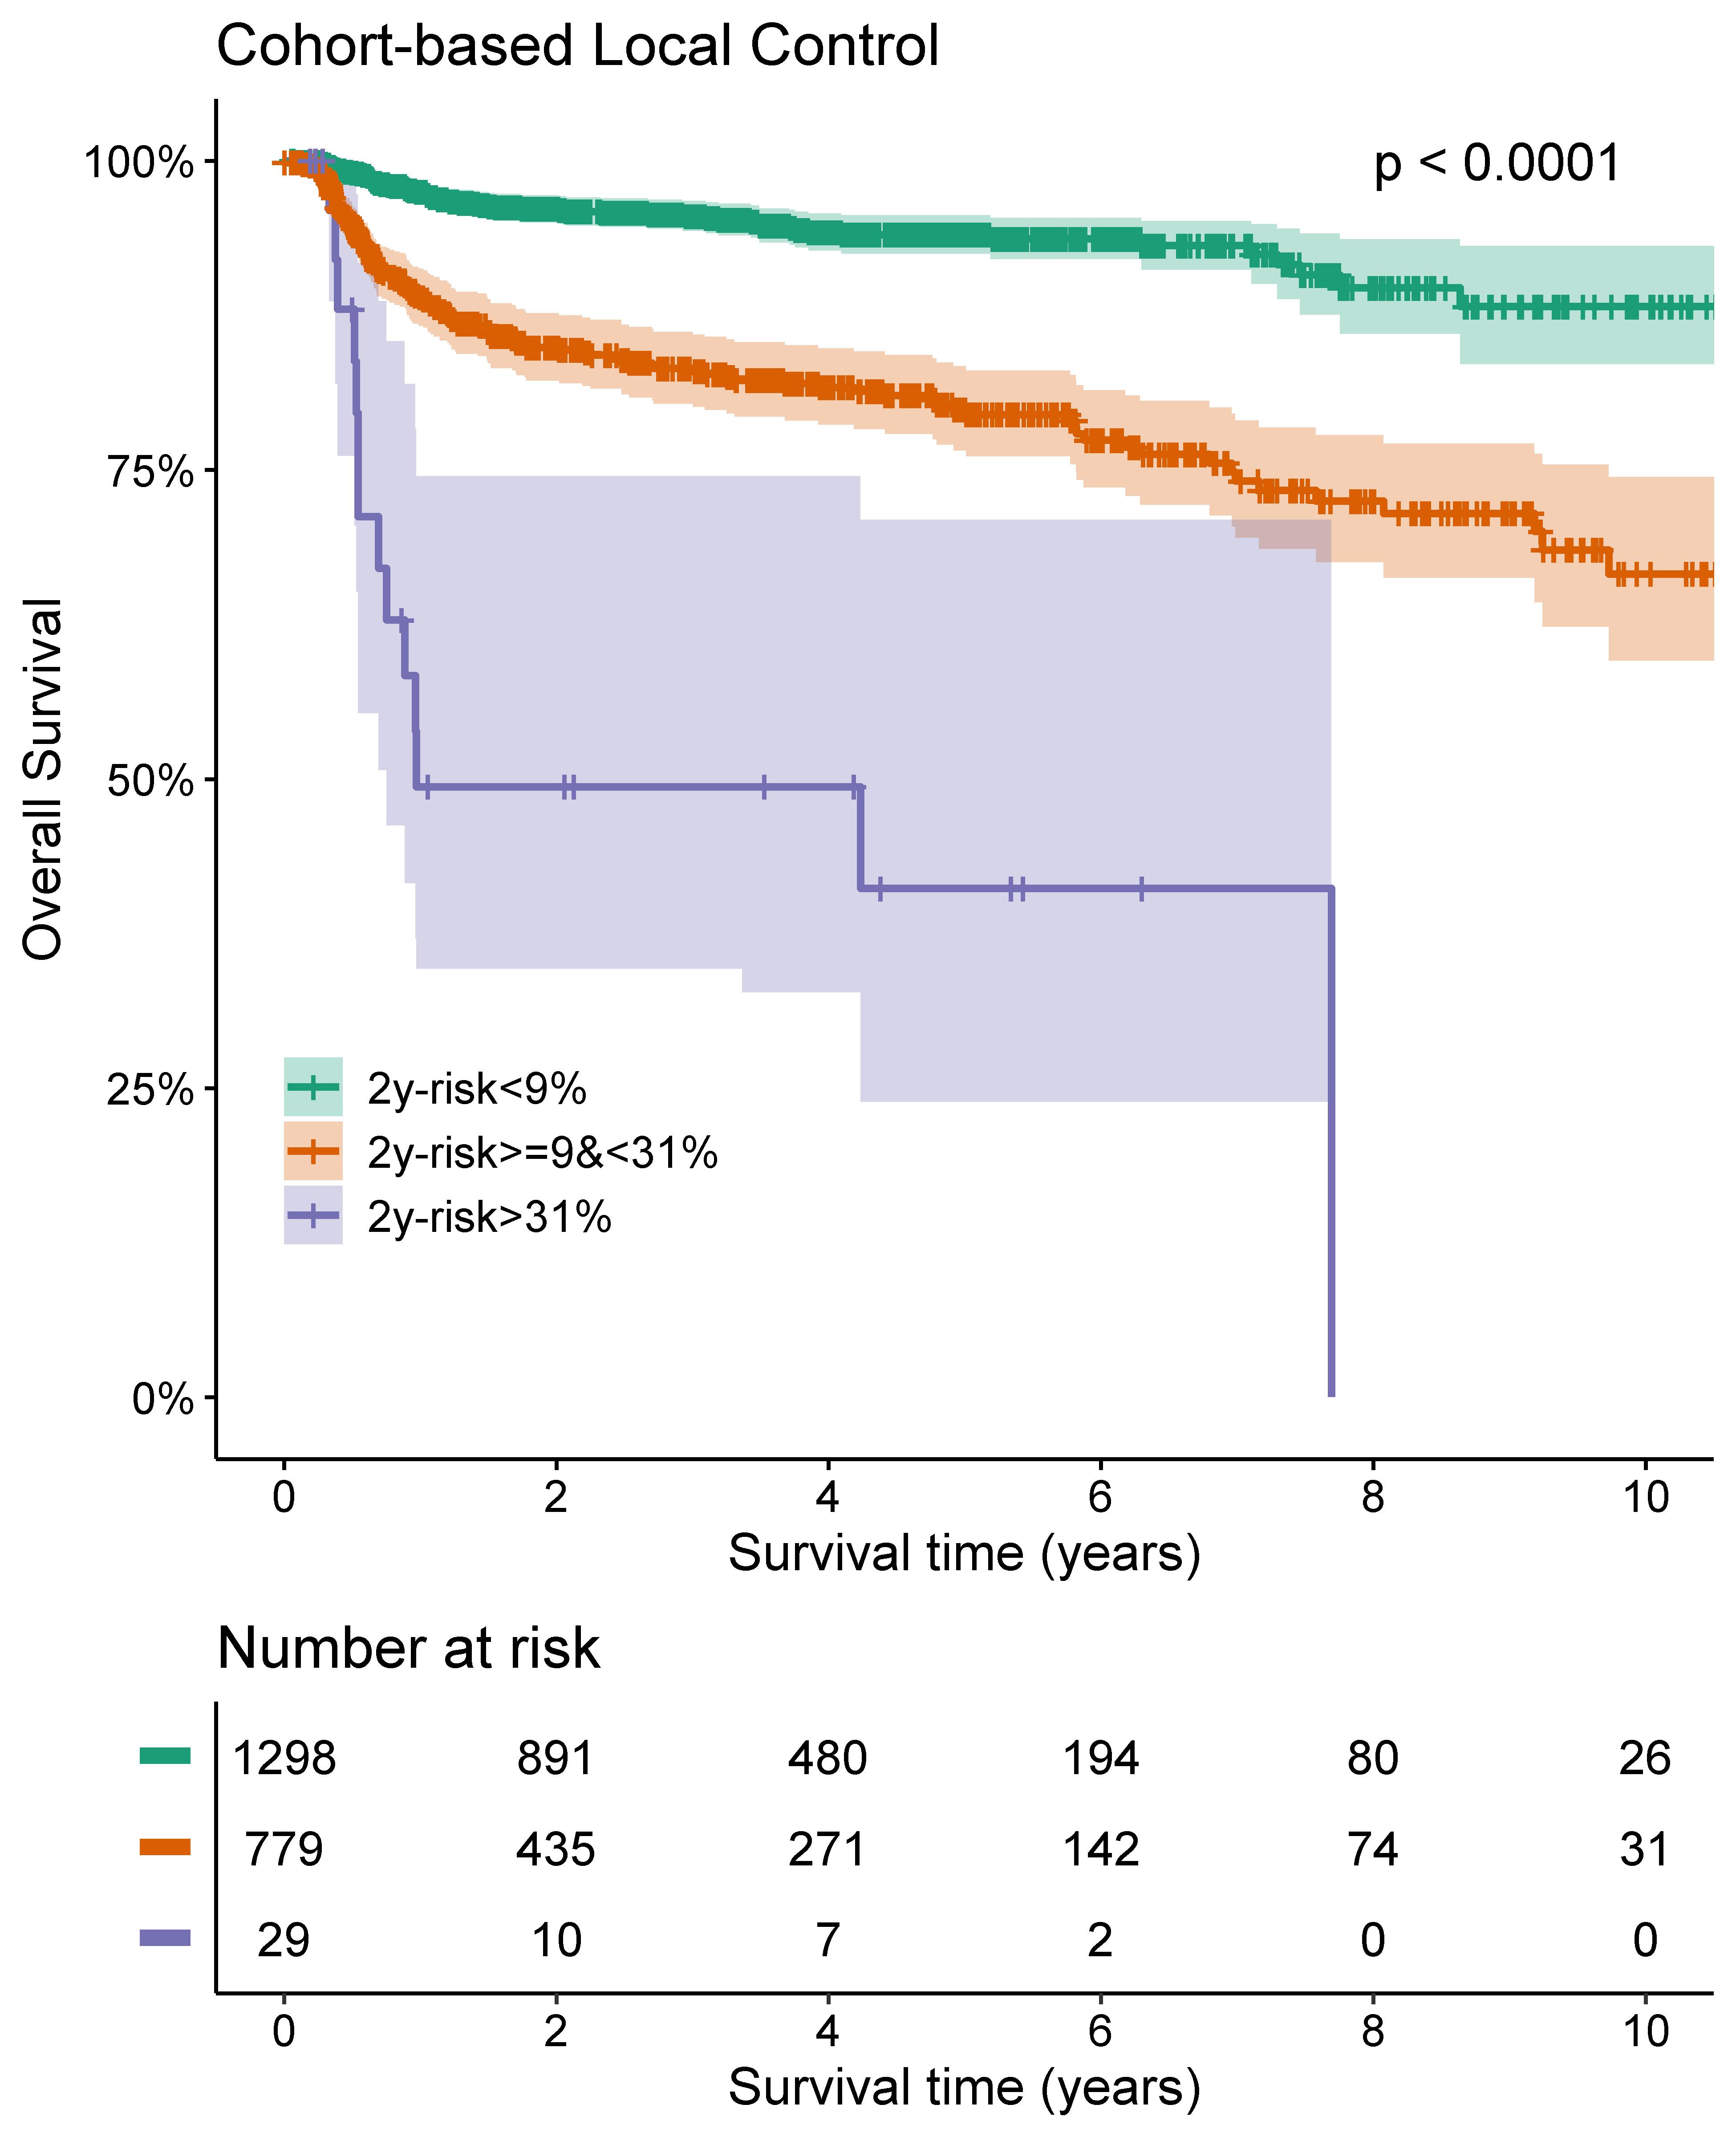 Cohort-based Local Control
p < 0.0001
100%
75%
50%
25%
0%
Overall Survival
2y-risk<9%
2y-risk>=9&<31%
2y-risk>31%
0 2 4 6 8 10
Survival time (years)
Number at risk
1298 891 480 194 80 26
779 435 271 142 74 31
29 10 7 2 0 0
0 2 4 6 8 10
Survival time (years)